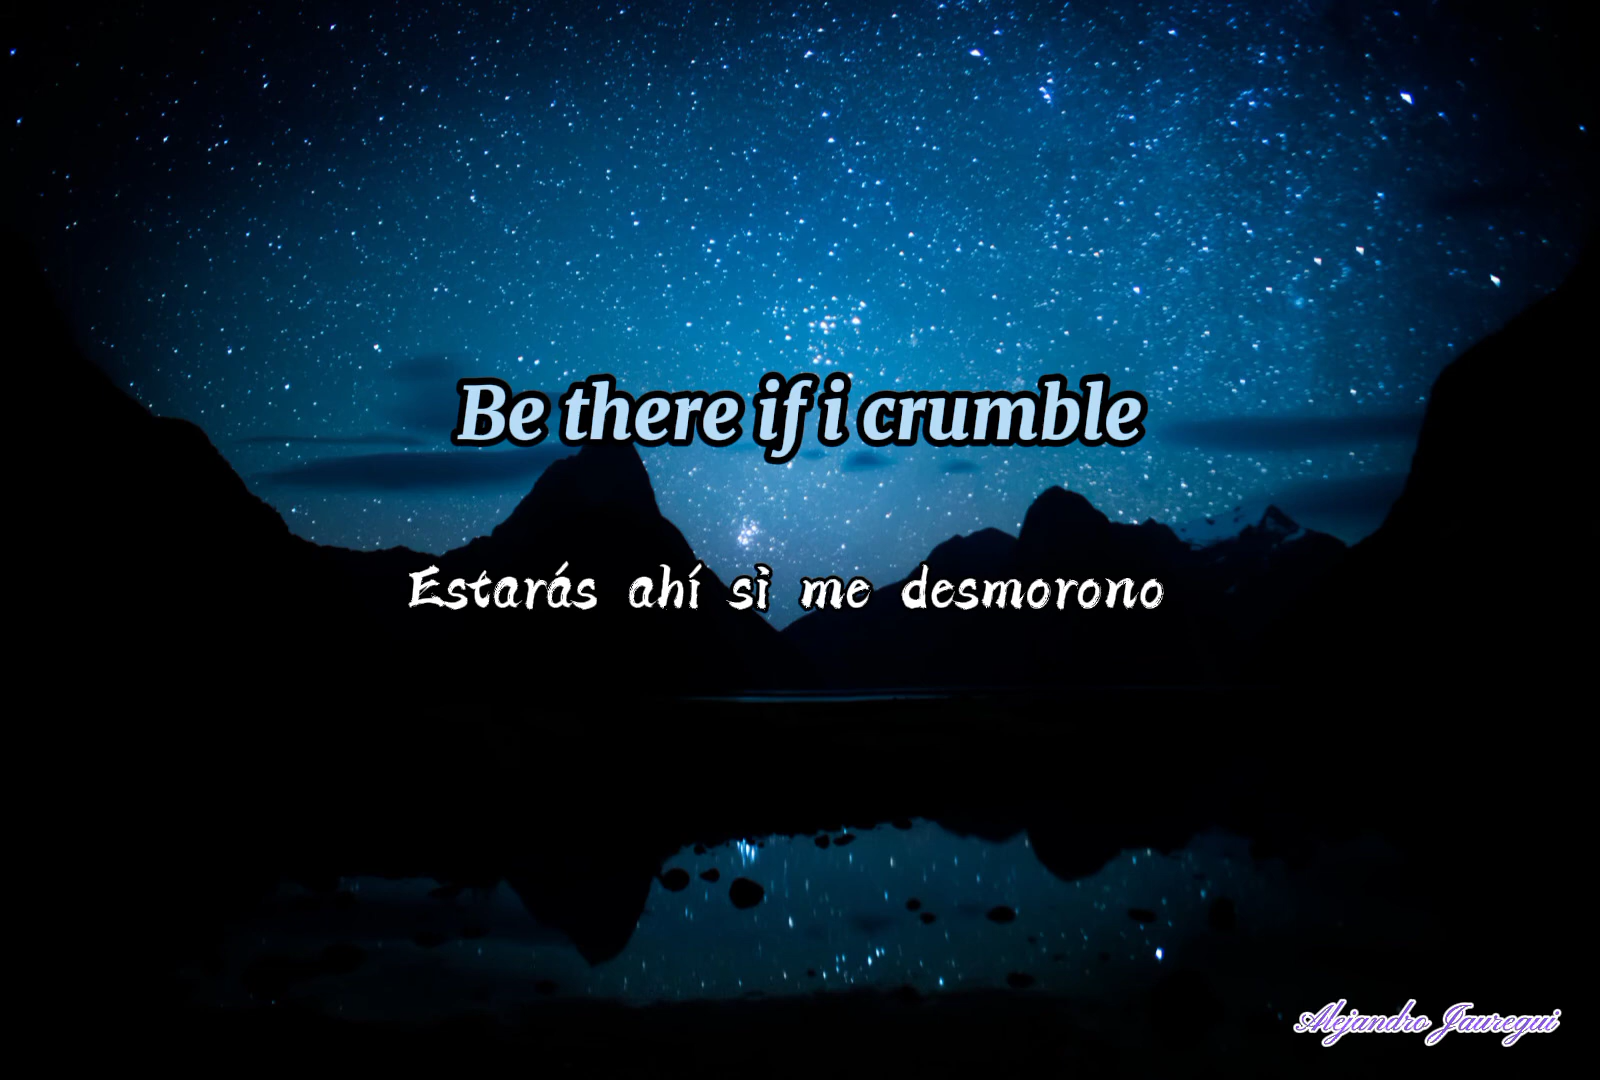 Be there if i crumble
Estarás ahí si me desmorono
Alejandro Jauregui